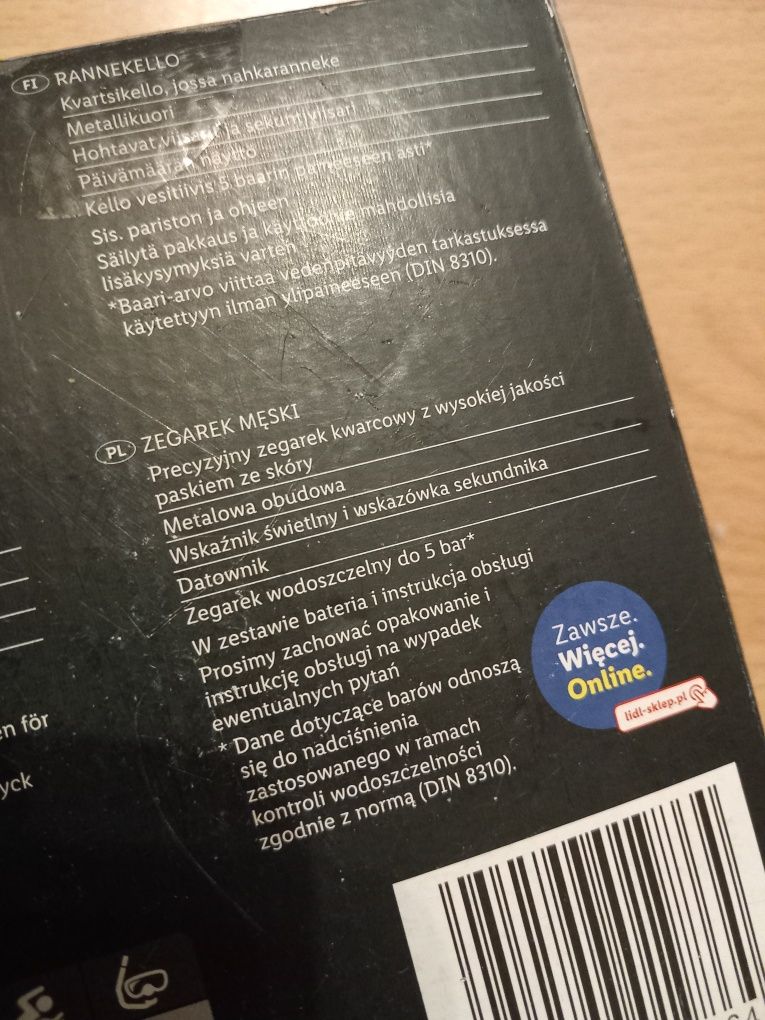 FI RANNEKELLO
Kvartsikello, jossa nahkaranneke
Metallikuori
Hohtavat viisarit ja sekuntiviisari
Päivämäärän näyttö
Kello vesitiivis 5 baarin paineeseen asti*
Sis. pariston ja ohjeen
Säilytä pakkaus ja käyttöohje mahdollisia
lisäkysymyksiä varten
*Baari-arvo viittaa vedenpitävyyden tarkastuksessa
käytettyyn ilman ylipaineeseen (DIN 8310).
PL ZEGAREK MĘSKI
Precyzyjny zegarek kwarcowy z wysokiej jakości
paskiem ze skóry
Metalowa obudowa
Wskaźnik świetlny i wskazówka sekundnika
Datownik
Zegarek wodoszczelny do 5 bar*
W zestawie bateria i instrukcja obsługi
Prosimy zachować opakowanie i
instrukcję obsługi na wypadek
ewentualnych pytań
* Dane dotyczące barów odnoszą
się do nadciśnienia
zastosowanego w ramach
kontroli wodoszczelności
zgodnie z normą (DIN 8310).
Zawsze.
Więcej.
Online.
lidl-sklep.pl
en för
yck